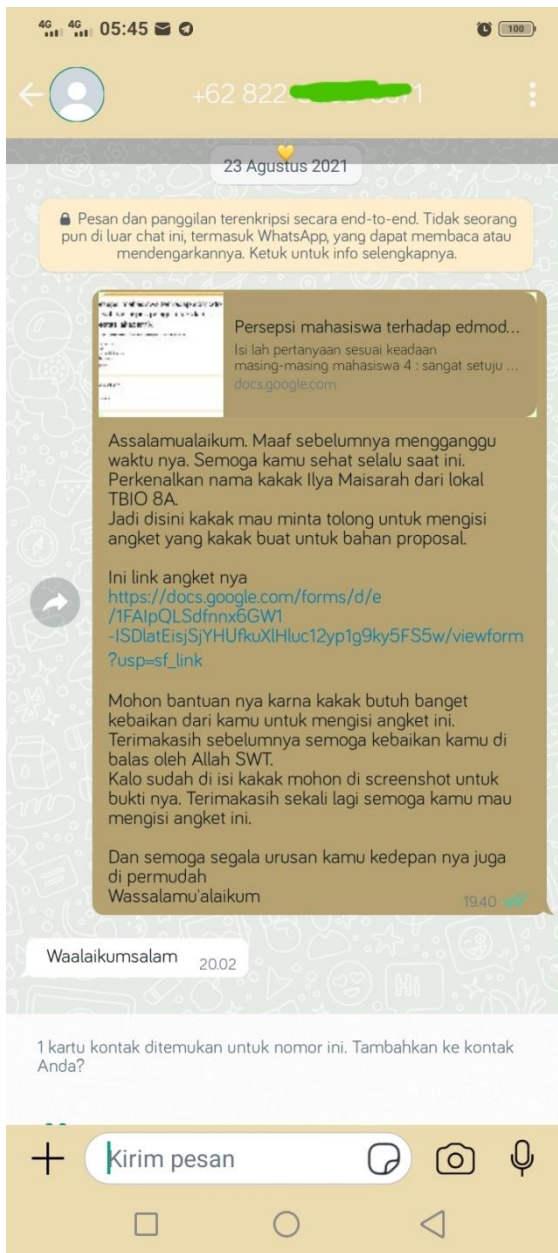 4G 4G 05:45 100
+62 822
23 Agustus 2021
Pesan dan panggilan terenkripsi secara end-to-end. Tidak seorang
pun di luar chat ini, termasuk WhatsApp, yang dapat membaca atau
mendengarkannya. Ketuk untuk info selengkapnya.
Persepsi mahasiswa terhadap edmod...
Isi lah pertanyaan sesuai keadaan
masing-masing mahasiswa 4 : sangat setuju ...
docs.google.com
Assalamualaikum. Maaf sebelumnya mengganggu
waktu nya. Semoga kamu sehat selalu saat ini.
Perkenalkan nama kakak Ilya Maisarah dari lokal
TBIO 8A.
Jadi disini kakak mau minta tolong untuk mengisi
angket yang kakak buat untuk bahan proposal.
Ini link angket nya
https://docs.google.com/forms/d/e
/1FAIpQLSdfnnx6GW1
-ISDlatEisjSjYHUfkuXlHluc12yp1g9ky5FS5w/viewform
?usp=sf_link
Mohon bantuan nya karna kakak butuh banget
kebaikan dari kamu untuk mengisi angket ini.
Terimakasih sebelumnya semoga kebaikan kamu di
balas oleh Allah SWT.
Kalo sudah di isi kakak mohon di screenshot untuk
bukti nya. Terimakasih sekali lagi semoga kamu mau
mengisi angket ini.
Dan semoga segala urusan kamu kedepan nya juga
di permudah
Wassalamu'alaikum 19.40
Waalaikumsalam 20.02
1 kartu kontak ditemukan untuk nomor ini. Tambahkan ke kontak
Anda?
Kirim pesan